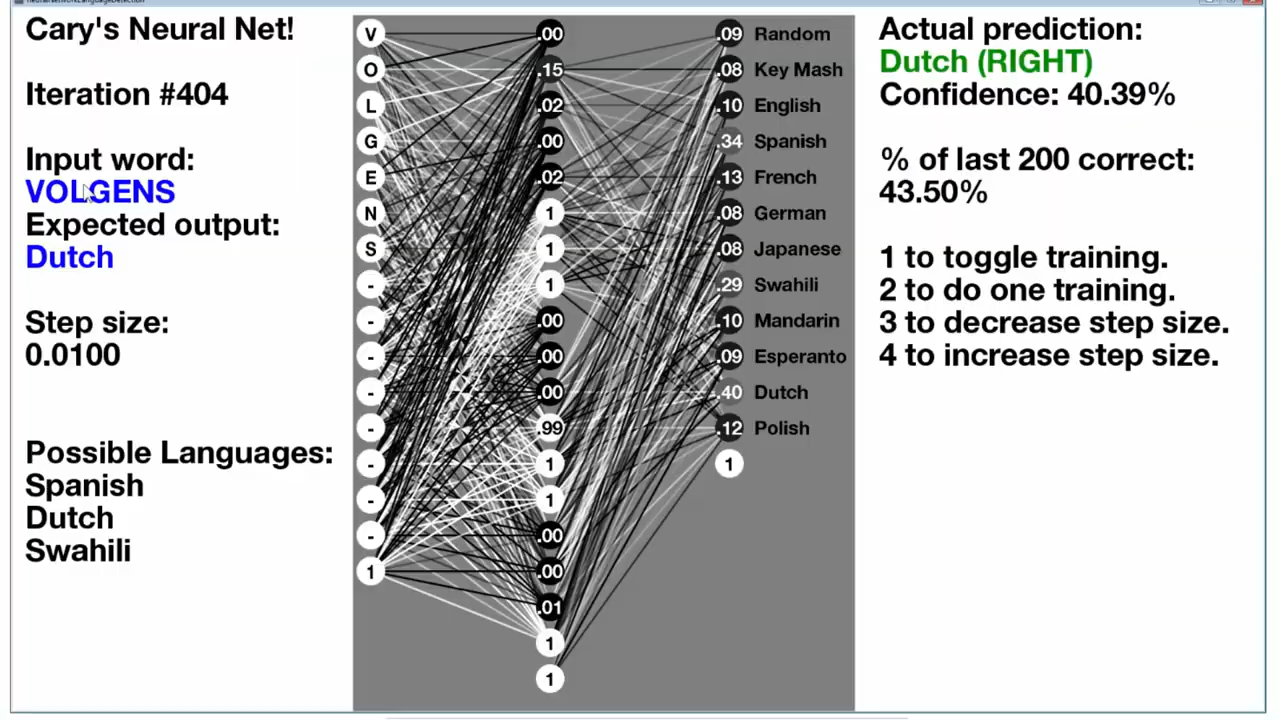 Cary's Neural Net!
Iteration #404
Input word:
VOLGENS
Expected output:
Dutch
Step size:
0.0100
Possible Languages:
Spanish
Dutch
Swahili
V
O
L
G
E
N
S
-
-
-
-
-
-
-
-
1
.00
.15
.02
.00
.02
1
1
1
.00
.00
.00
.99
1
1
.00
.00
.01
1
1
.09 Random
.08 Key Mash
.10 English
.34 Spanish
.13 French
.08 German
.08 Japanese
.29 Swahili
.10 Mandarin
.09 Esperanto
.40 Dutch
.12 Polish
1
Actual prediction:
Dutch (RIGHT)
Confidence: 40.39%
% of last 200 correct:
43.50%
1 to toggle training.
2 to do one training.
3 to decrease step size.
4 to increase step size.